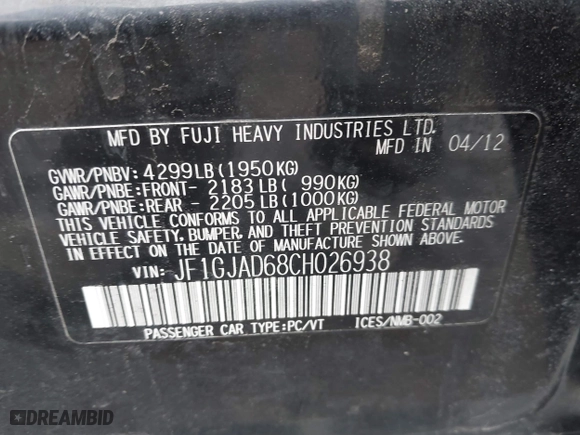 MFD BY FUJI HEAVY INDUSTRIES LTD.
MFD IN 04/12
GVWR/PNBV: 4299LB(1950KG)
GAWR/PNBE:FRONT- 2183LB( 990KG)
GAWR/PNBE:REAR - 2205LB(1000KG)
THIS VEHICLE CONFORMS TO ALL APPLICABLE FEDERAL MOTOR
VEHICLE SAFETY, BUMPER, AND THEFT PREVENTION STANDARDS
IN EFFECT ON THE DATE OF MANUFACTURE SHOWN ABOVE.
VIN: JF1GJAD68CH026938
PASSENGER CAR TYPE:PC/VT ICES/NMB-002
DREAMBID